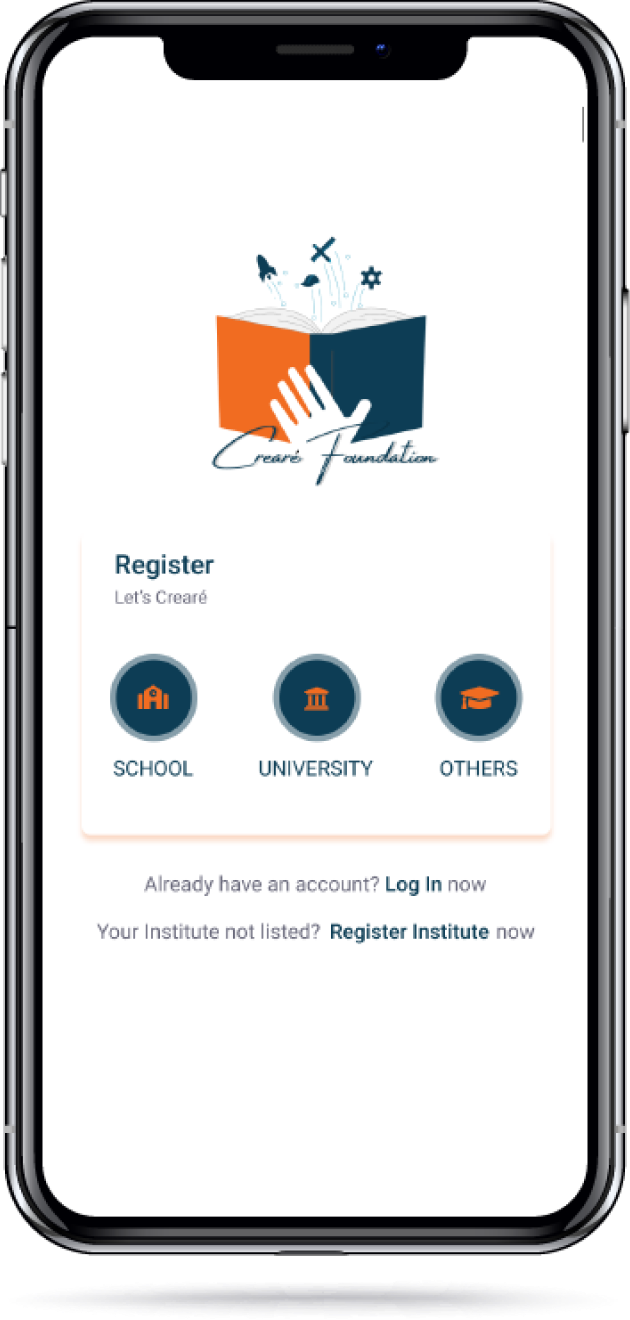 Crearé Foundation
Register
Let's Crearé
SCHOOL
UNIVERSITY
OTHERS
Already have an account? Log In now
Your Institute not listed? Register Institute now